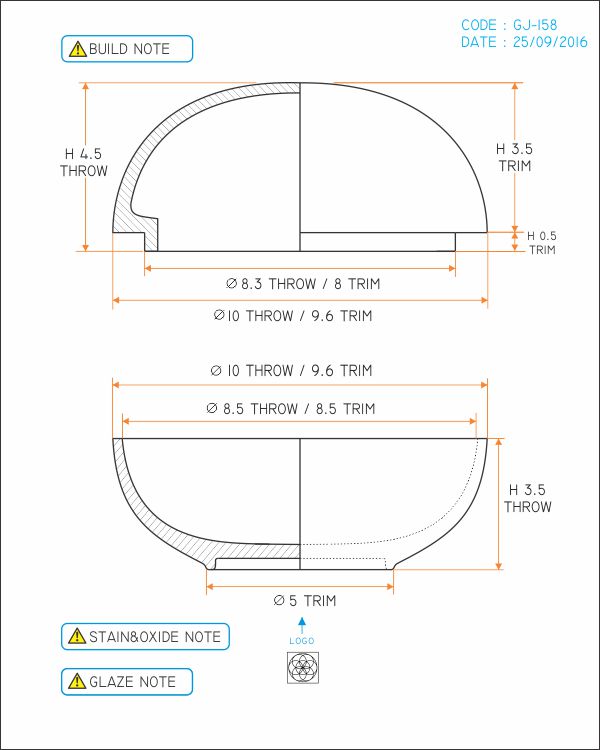 CODE : GJ-158
DATE : 25/09/2016
BUILD NOTE
H 4.5
THROW
H 3.5
TRIM
H 0.5
TRIM
∅ 8.3 THROW / 8 TRIM
∅ 10 THROW / 9.6 TRIM
∅ 10 THROW / 9.6 TRIM
∅ 8.5 THROW / 8.5 TRIM
H 3.5
THROW
∅ 5 TRIM
STAIN&OXIDE NOTE
LOGO
GLAZE NOTE